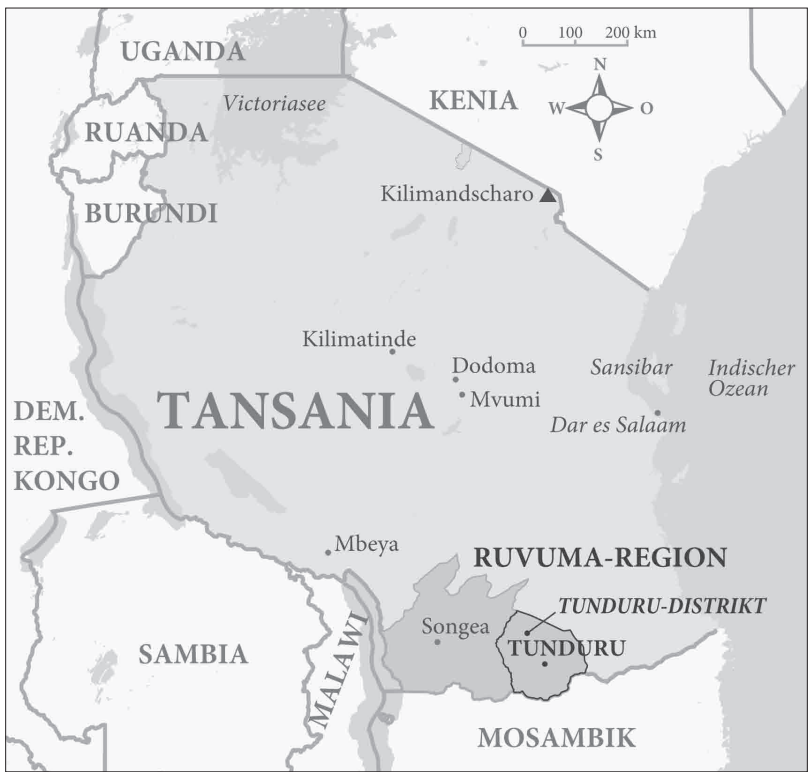 UGANDA
0 100 200 km
N
W O
S
Victoriasee
KENIA
RUANDA
Kilimandscharo
BURUNDI
Kilimatinde
Dodoma
Mvumi
Sansibar
Indischer
Ozean
TANSANIA
Dar es Salaam
DEM.
REP.
KONGO
Mbeya
RUVUMA-REGION
TUNDURU-DISTRIKT
Songea
TUNDURU
SAMBIA
MALAWI
MOSAMBIK